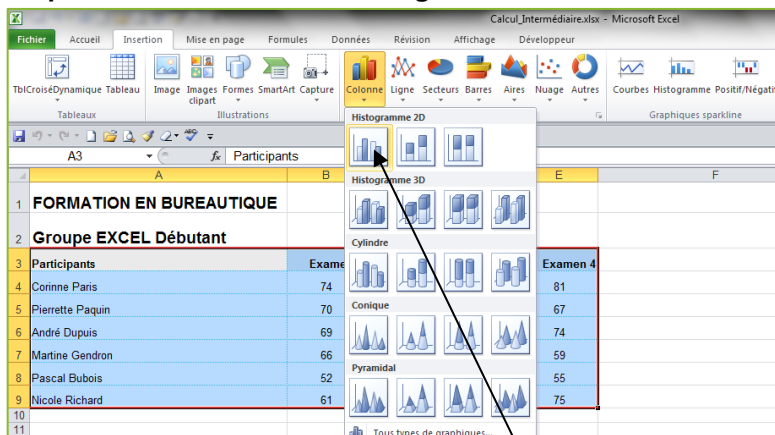 Calcul_Intermédiaire.xlsx - Microsoft Excel
Fichier Accueil Insertion Mise en page Formules Données Révision Affichage Développeur
TblCroiséDynamique Tableau Image Images clipart Formes SmartArt Capture Colonne Ligne Secteurs Barres Aires Nuage Autres Courbes Histogramme Positif/Négatif
Tableaux Illustrations Graphiques sparkline
Histogramme 2D
A3 fx Participants
A B E F
Histogramme 3D
1 FORMATION EN BUREAUTIQUE
2 Groupe EXCEL Débutant
Cylindre
3 Participants Exame Examen 4
4 Corinne Paris 74 81
Conique
5 Pierrette Paquin 70 67
6 André Dupuis 69 74
7 Martine Gendron 66 59
Pyramidal
8 Pascal Bubois 52 55
9 Nicole Richard 61 75
10
11 Tous types de graphiques...